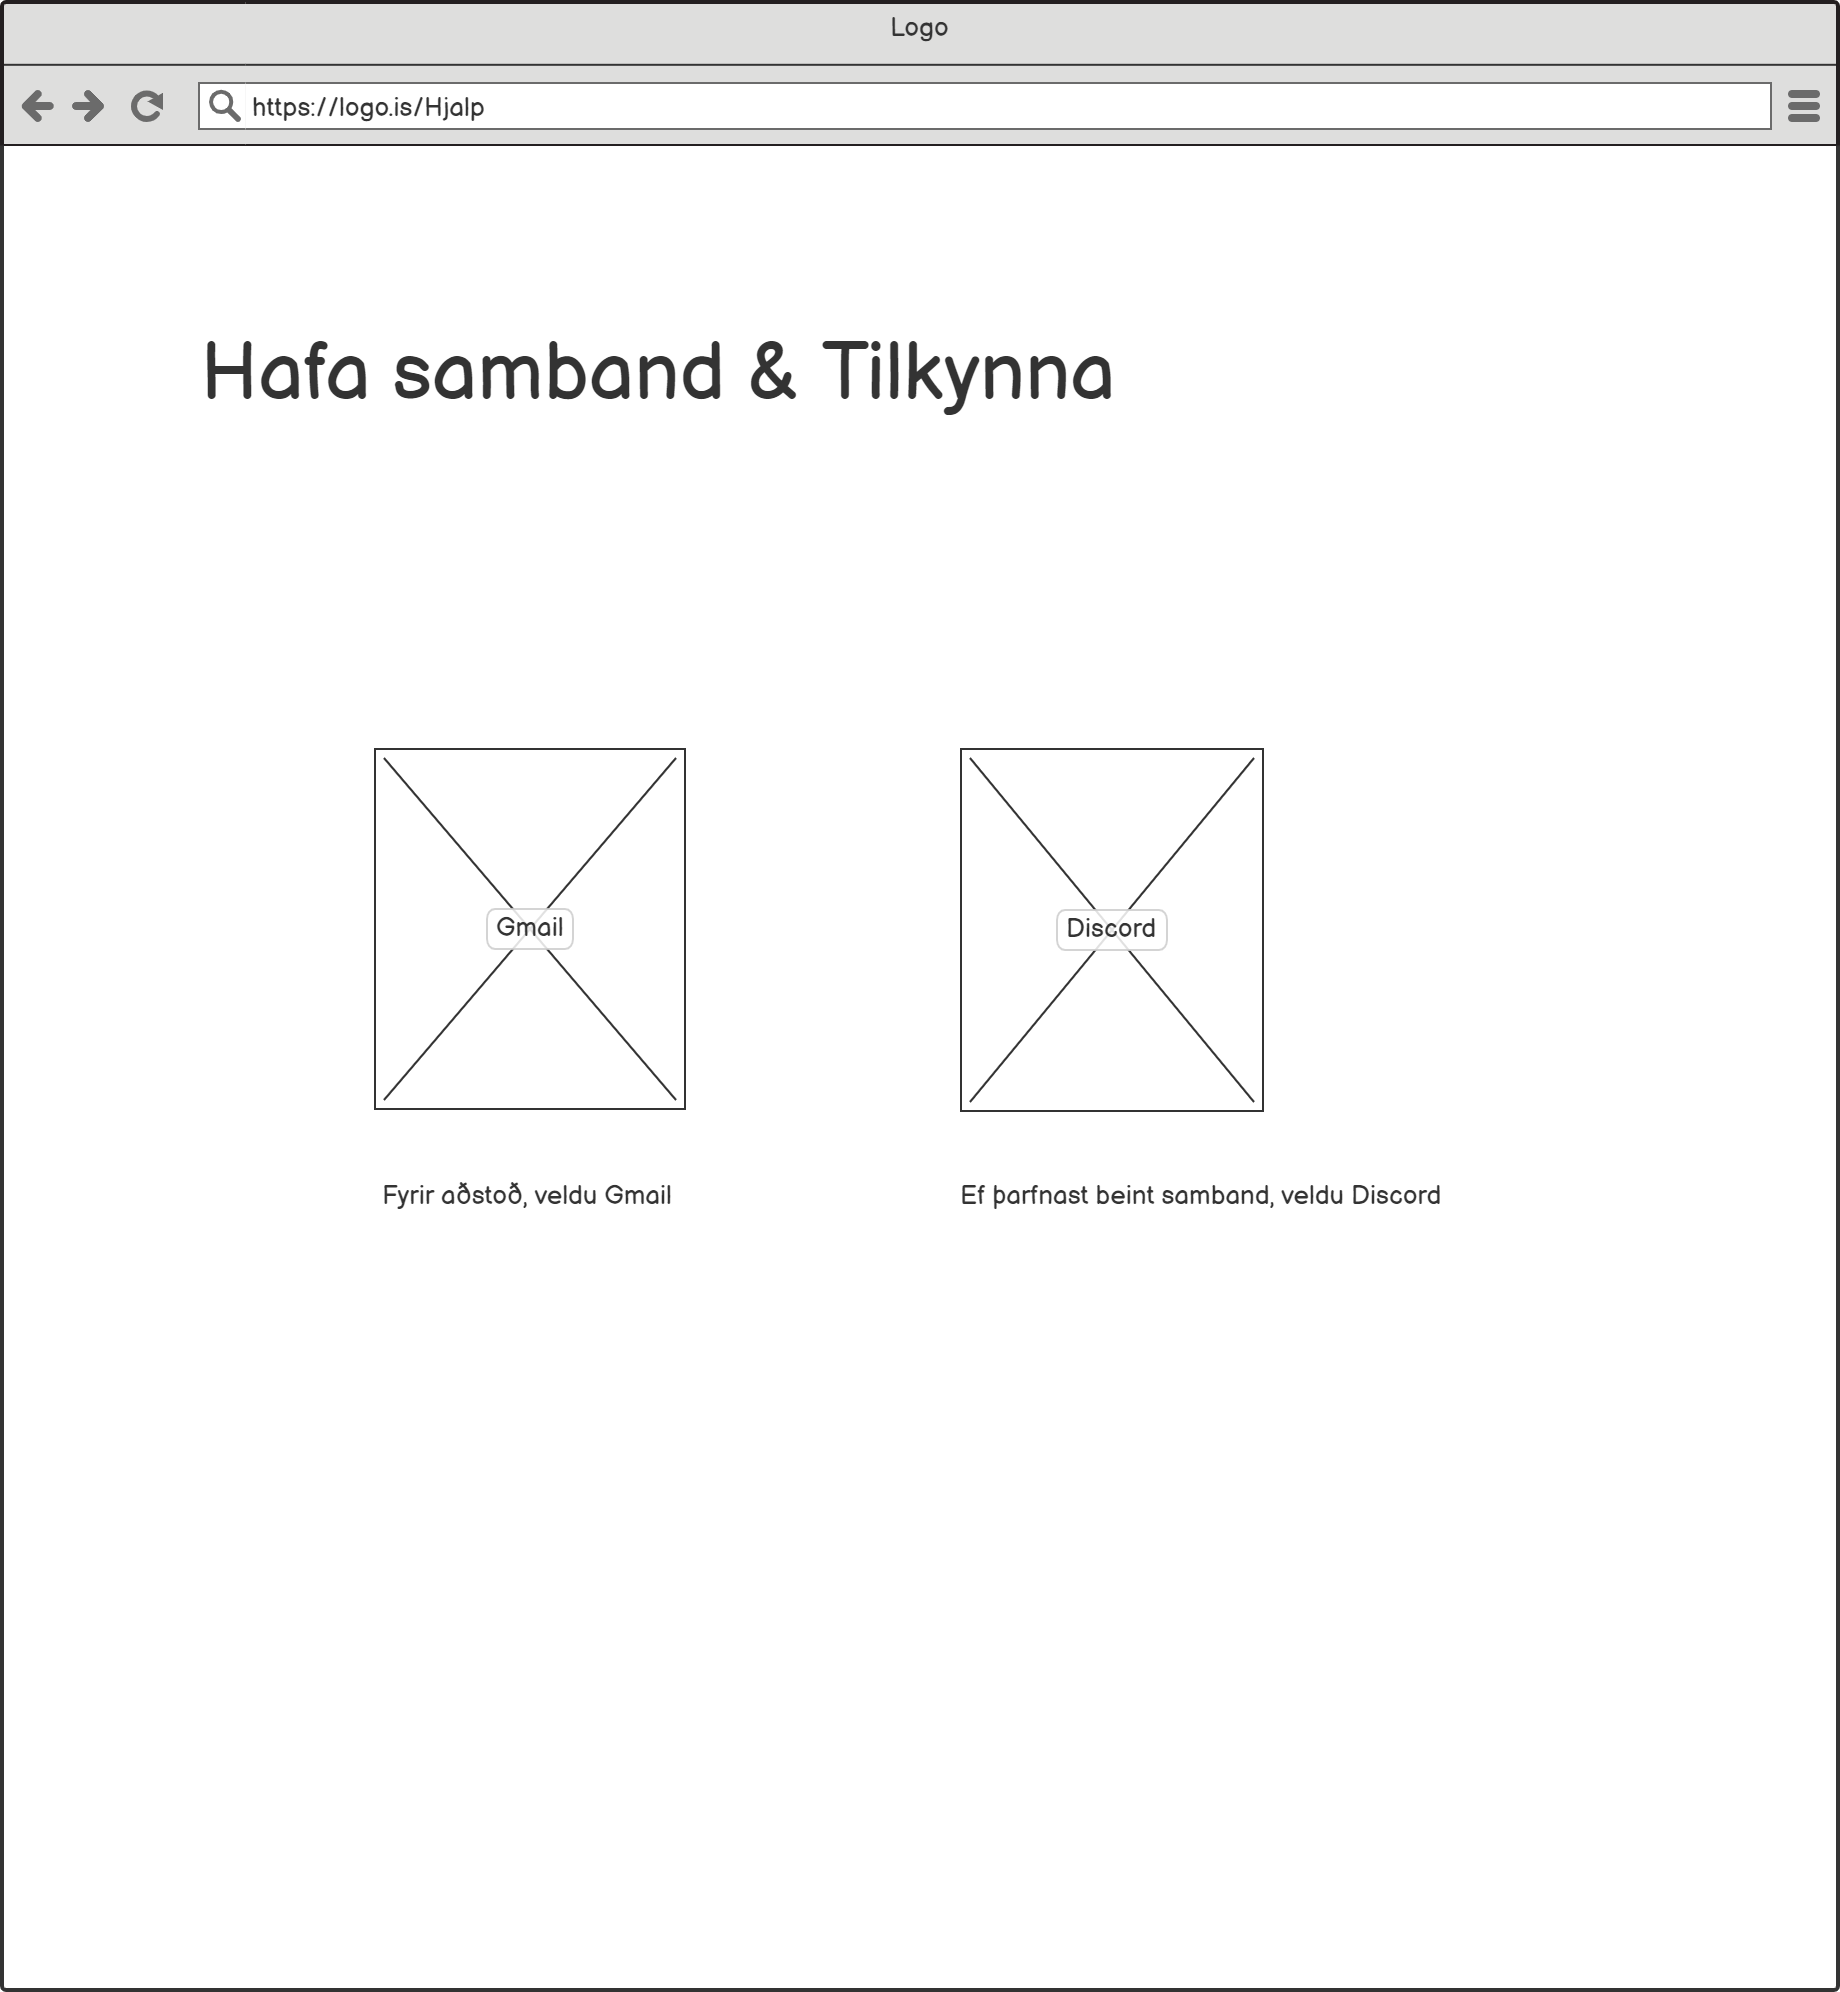 Logo
https://logo.is/Hjalp
Hafa samband & Tilkynna
Gmail
Discord
Fyrir aðstoð, veldu Gmail
Ef þarfnast beint samband, veldu Discord